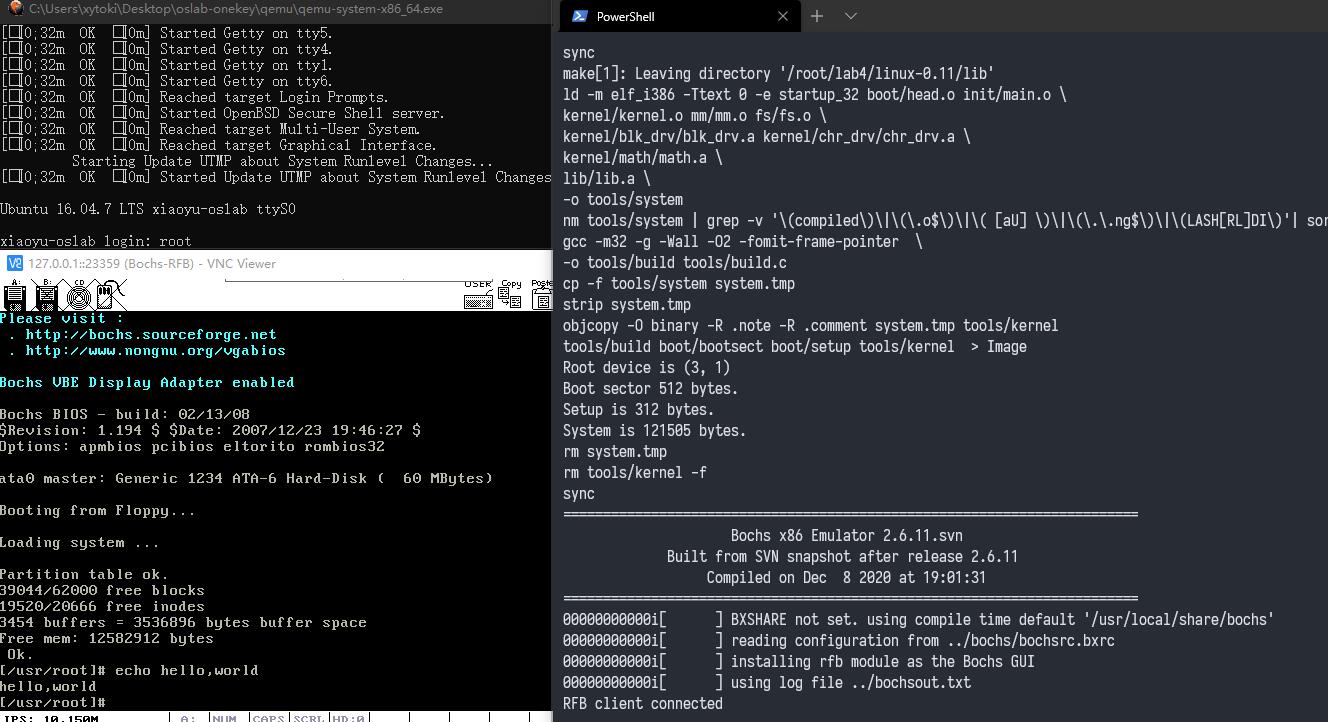 C:\Users\xytoki\Desktop\oslab-onekey\qemu\qemu-system-x86_64.exe
[0;32m  OK  [0m] Started Getty on tty5.
[0;32m  OK  [0m] Started Getty on tty4.
[0;32m  OK  [0m] Started Getty on tty1.
[0;32m  OK  [0m] Started Getty on tty6.
[0;32m  OK  [0m] Reached target Login Prompts.
[0;32m  OK  [0m] Started OpenBSD Secure Shell server.
[0;32m  OK  [0m] Reached target Multi-User System.
[0;32m  OK  [0m] Reached target Graphical Interface.
Starting Update UTMP about System Runlevel Changes...
[0;32m  OK  [0m] Started Update UTMP about System Runlevel Changes
Ubuntu 16.04.7 LTS xiaoyu-oslab ttyS0
xiaoyu-oslab login: root
127.0.0.1::23359 (Bochs-RFB) - VNC Viewer
A: B: CD USER Copy Paste
Please visit :
. http://bochs.sourceforge.net
. http://www.nongnu.org/vgabios
Bochs VBE Display Adapter enabled
Bochs BIOS - build: 02/13/08
$Revision: 1.194 $ $Date: 2007/12/23 19:46:27 $
Options: apmbios pcibios eltorito rombios32
ata0 master: Generic 1234 ATA-6 Hard-Disk (  60 MBytes)
Booting from Floppy...
Loading system ...
Partition table ok.
39044/62000 free blocks
19520/20666 free inodes
3454 buffers = 3536896 bytes buffer space
Free mem: 12582912 bytes
Ok.
[/usr/root]# echo hello,world
hello,world
[/usr/root]#
IPS: 10.150M A: NUM CAPS SCRL HD:0
PowerShell
sync
make[1]: Leaving directory '/root/lab4/linux-0.11/lib'
ld -m elf_i386 -Ttext 0 -e startup_32 boot/head.o init/main.o \
kernel/kernel.o mm/mm.o fs/fs.o \
kernel/blk_drv/blk_drv.a kernel/chr_drv/chr_drv.a \
kernel/math/math.a \
lib/lib.a \
-o tools/system
nm tools/system | grep -v '\(compiled\)\|\(\.o$\)\|\( [aU] \)\|\(\.\.ng$\)\|\(LASH[RL]DI\)'| sor
gcc -m32 -g -Wall -O2 -fomit-frame-pointer  \
-o tools/build tools/build.c
cp -f tools/system system.tmp
strip system.tmp
objcopy -O binary -R .note -R .comment system.tmp tools/kernel
tools/build boot/bootsect boot/setup tools/kernel  > Image
Root device is (3, 1)
Boot sector 512 bytes.
Setup is 312 bytes.
System is 121505 bytes.
rm system.tmp
rm tools/kernel -f
sync
========================================================================
Bochs x86 Emulator 2.6.11.svn
Built from SVN snapshot after release 2.6.11
Compiled on Dec  8 2020 at 19:01:31
========================================================================
00000000000i[      ] BXSHARE not set. using compile time default '/usr/local/share/bochs'
00000000000i[      ] reading configuration from ../bochs/bochsrc.bxrc
00000000000i[      ] installing rfb module as the Bochs GUI
00000000000i[      ] using log file ../bochsout.txt
RFB client connected